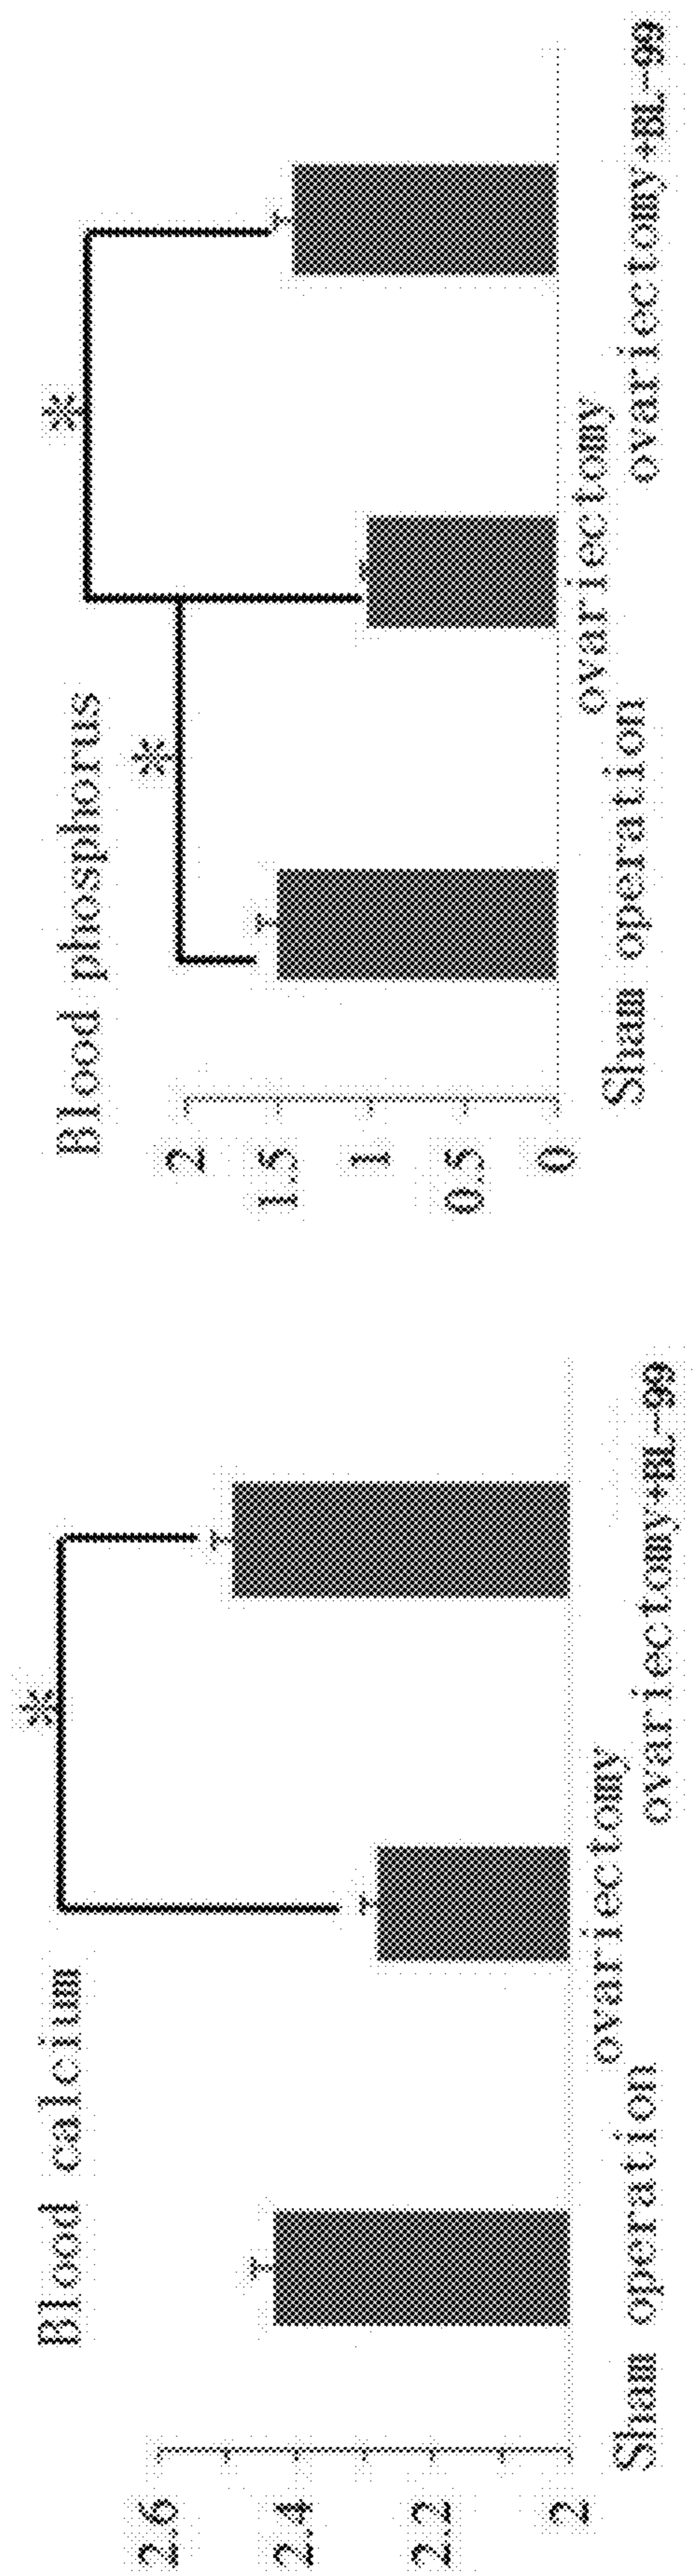 Blood calcium
2.6
2.4
2.2
2
Sham operation
ovariectomy
ovariectomy+BL-99
Blood phosphorus
2
1.5
1
0.5
0
Sham operation
ovariectomy
ovariectomy+BL-99